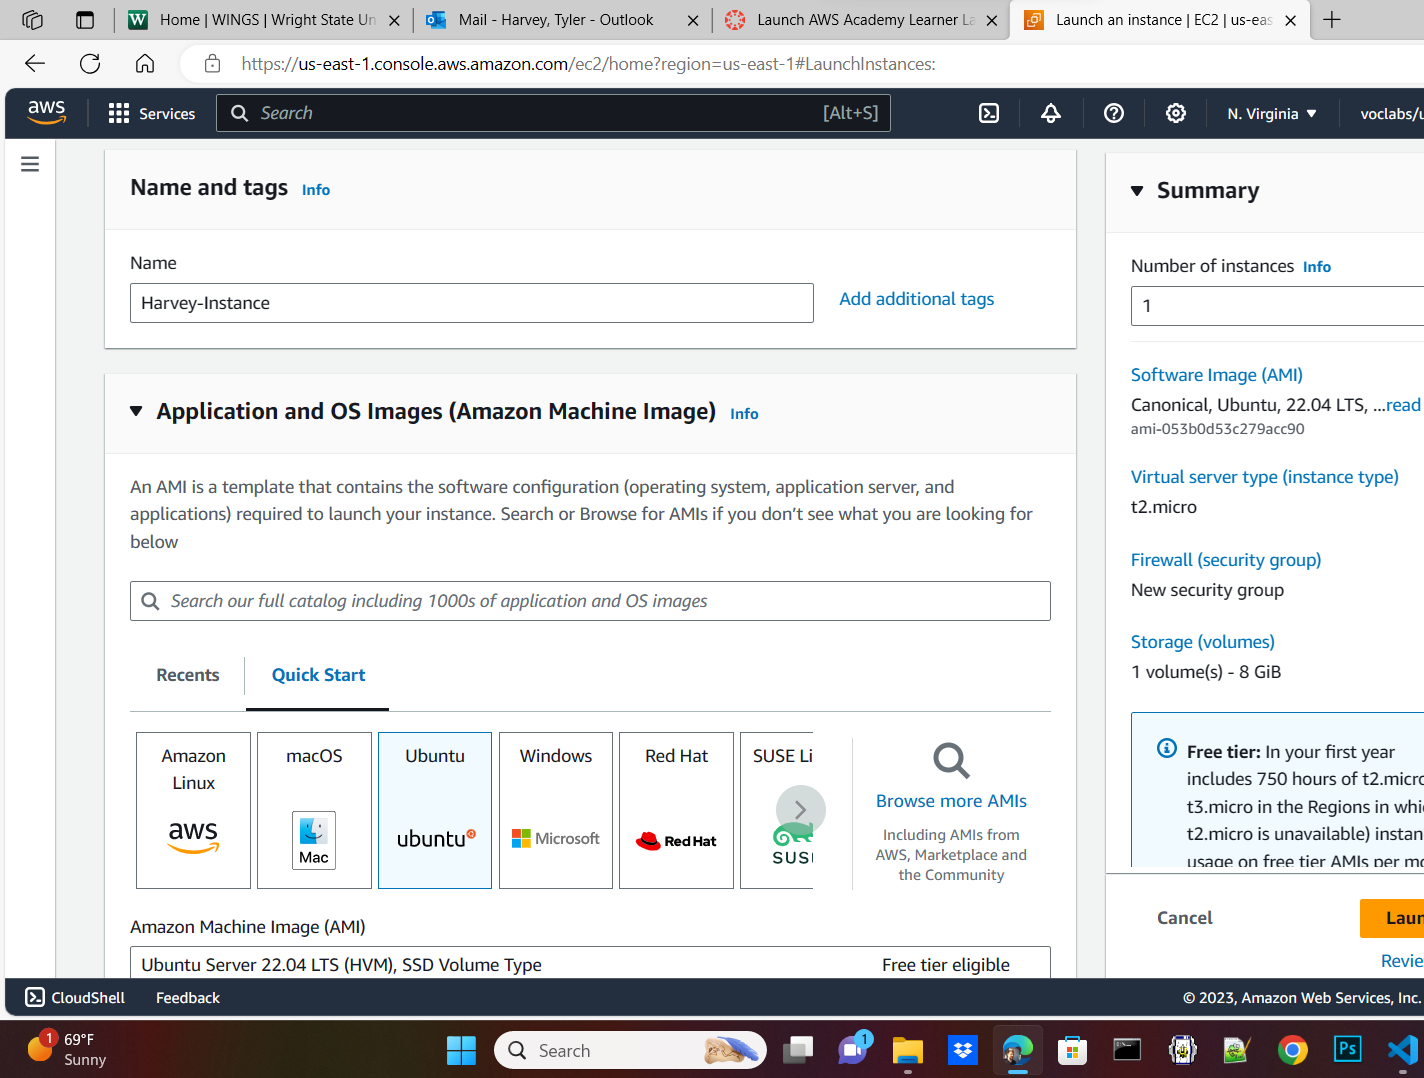 Home | WINGS | Wright State Un
Mail - Harvey, Tyler - Outlook
Launch AWS Academy Learner La
Launch an instance | EC2 | us-eas
https://us-east-1.console.aws.amazon.com/ec2/home?region=us-east-1#LaunchInstances:
aws
Services
Search
[Alt+S]
N. Virginia
voclabs/u
Name and tags Info
Name
Harvey-Instance
Add additional tags
Application and OS Images (Amazon Machine Image) Info
An AMI is a template that contains the software configuration (operating system, application server, and
applications) required to launch your instance. Search or Browse for AMIs if you don’t see what you are looking for
below
Search our full catalog including 1000s of application and OS images
Recents
Quick Start
Amazon
Linux
aws
macOS
Mac
Ubuntu
ubuntu
Windows
Microsoft
Red Hat
Red Hat
SUSE Li
SUS
Browse more AMIs
Including AMIs from
AWS, Marketplace and
the Community
Amazon Machine Image (AMI)
Ubuntu Server 22.04 LTS (HVM), SSD Volume Type
Free tier eligible
Summary
Number of instances Info
1
Software Image (AMI)
Canonical, Ubuntu, 22.04 LTS, ...read
ami-053b0d53c279acc90
Virtual server type (instance type)
t2.micro
Firewall (security group)
New security group
Storage (volumes)
1 volume(s) - 8 GiB
Free tier: In your first year
includes 750 hours of t2.micro
t3.micro in the Regions in whi
t2.micro is unavailable) instan
usage on free tier AMIs per mo
Cancel
Laun
Revie
CloudShell
Feedback
© 2023, Amazon Web Services, Inc.
1
69°F
Sunny
Search
1
Ps